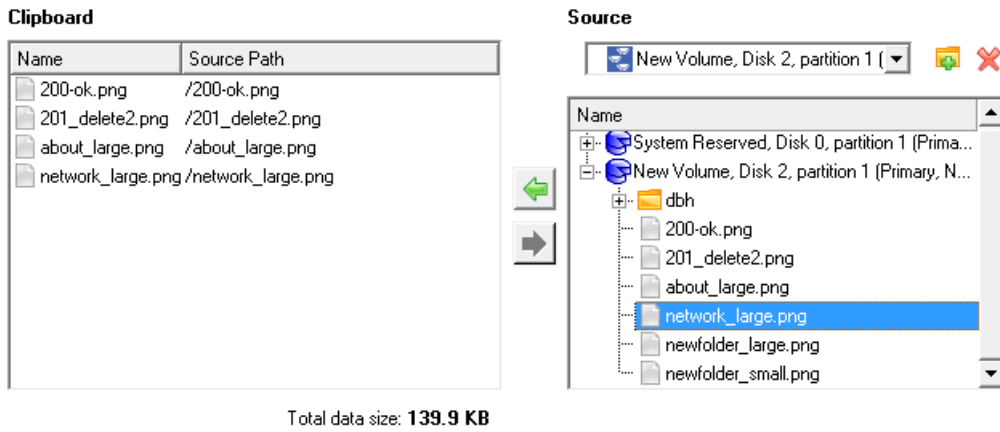 Clipboard
Name Source Path
200-ok.png /200-ok.png
201_delete2.png /201_delete2.png
about_large.png /about_large.png
network_large.png /network_large.png
Total data size: 139.9 KB
Source
New Volume, Disk 2, partition 1 (
Name
System Reserved, Disk 0, partition 1 (Prima...
New Volume, Disk 2, partition 1 (Primary, N...
dbh
200-ok.png
201_delete2.png
about_large.png
network_large.png
newfolder_large.png
newfolder_small.png